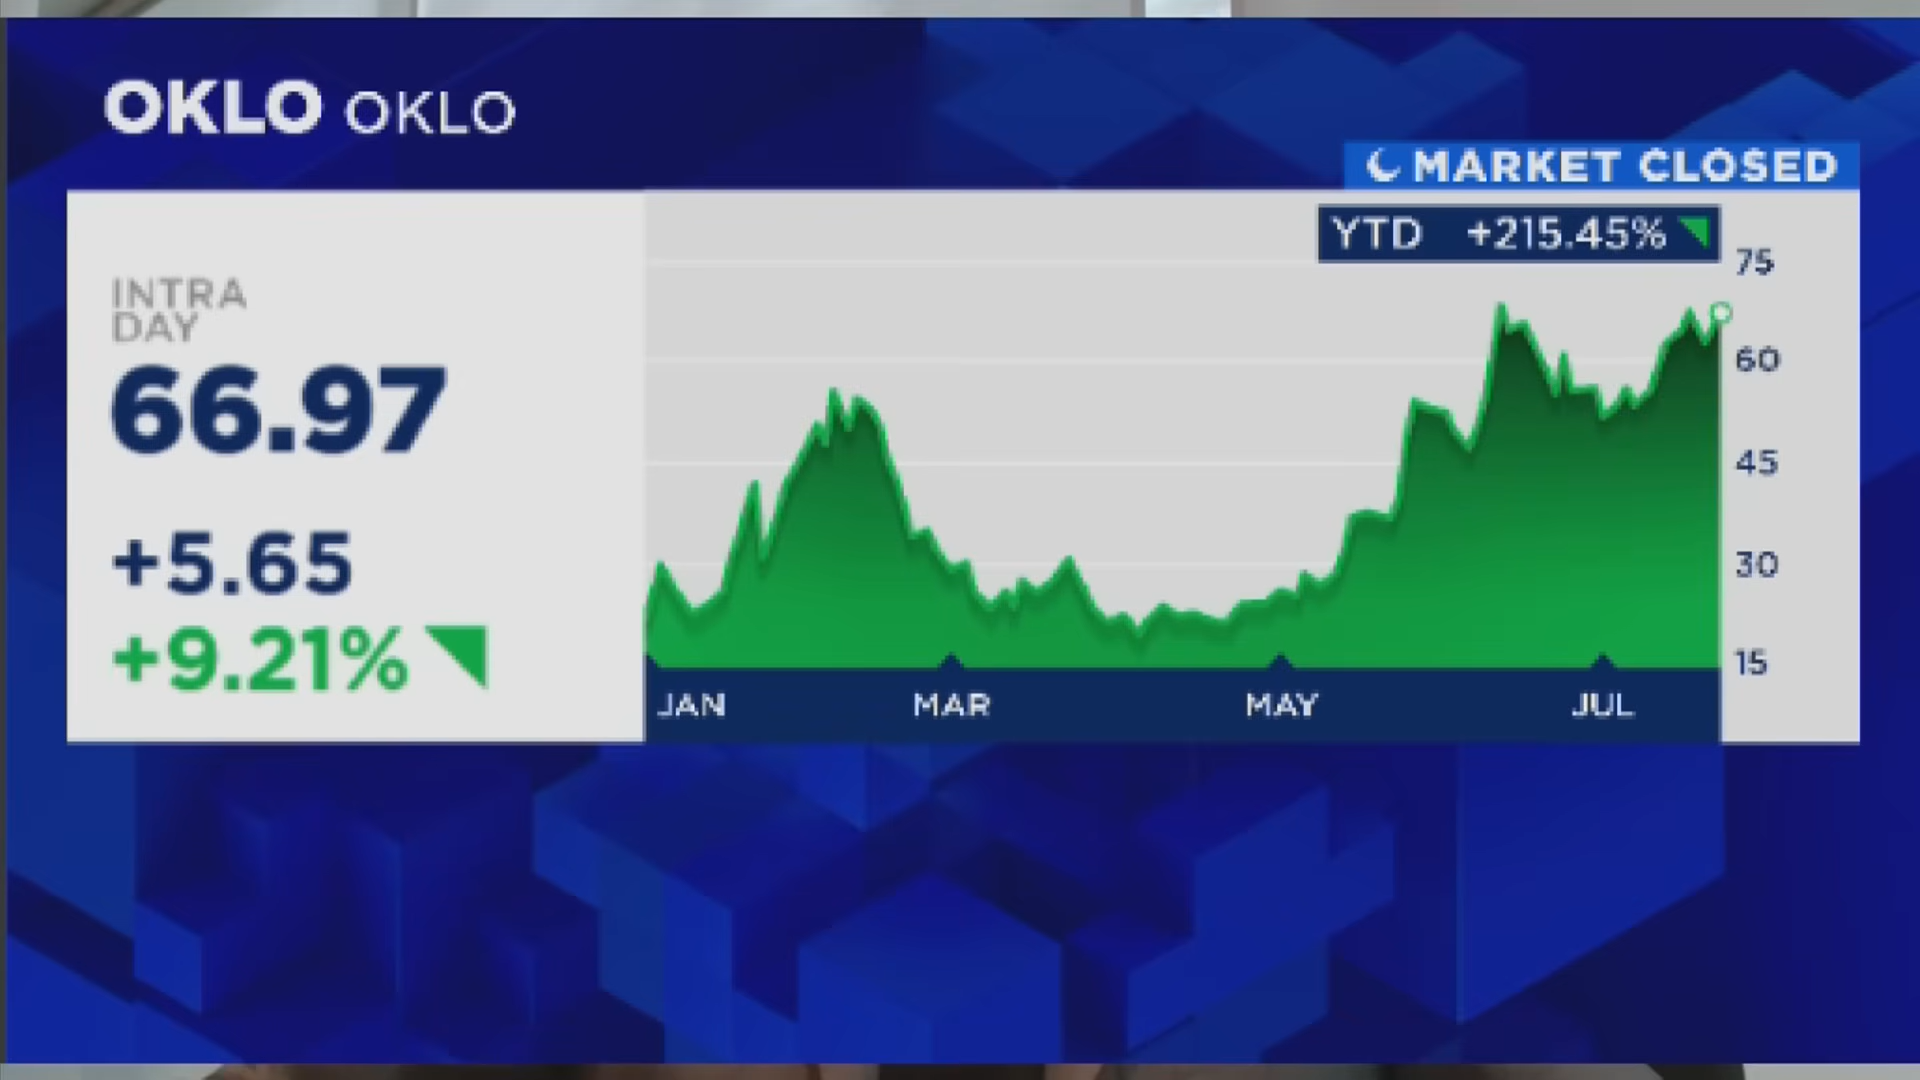 OKLO OKLO
MARKET CLOSED
YTD +215.45%
INTRA
DAY
66.97
+5.65
+9.21%
75
60
45
30
15
JAN MAR MAY JUL